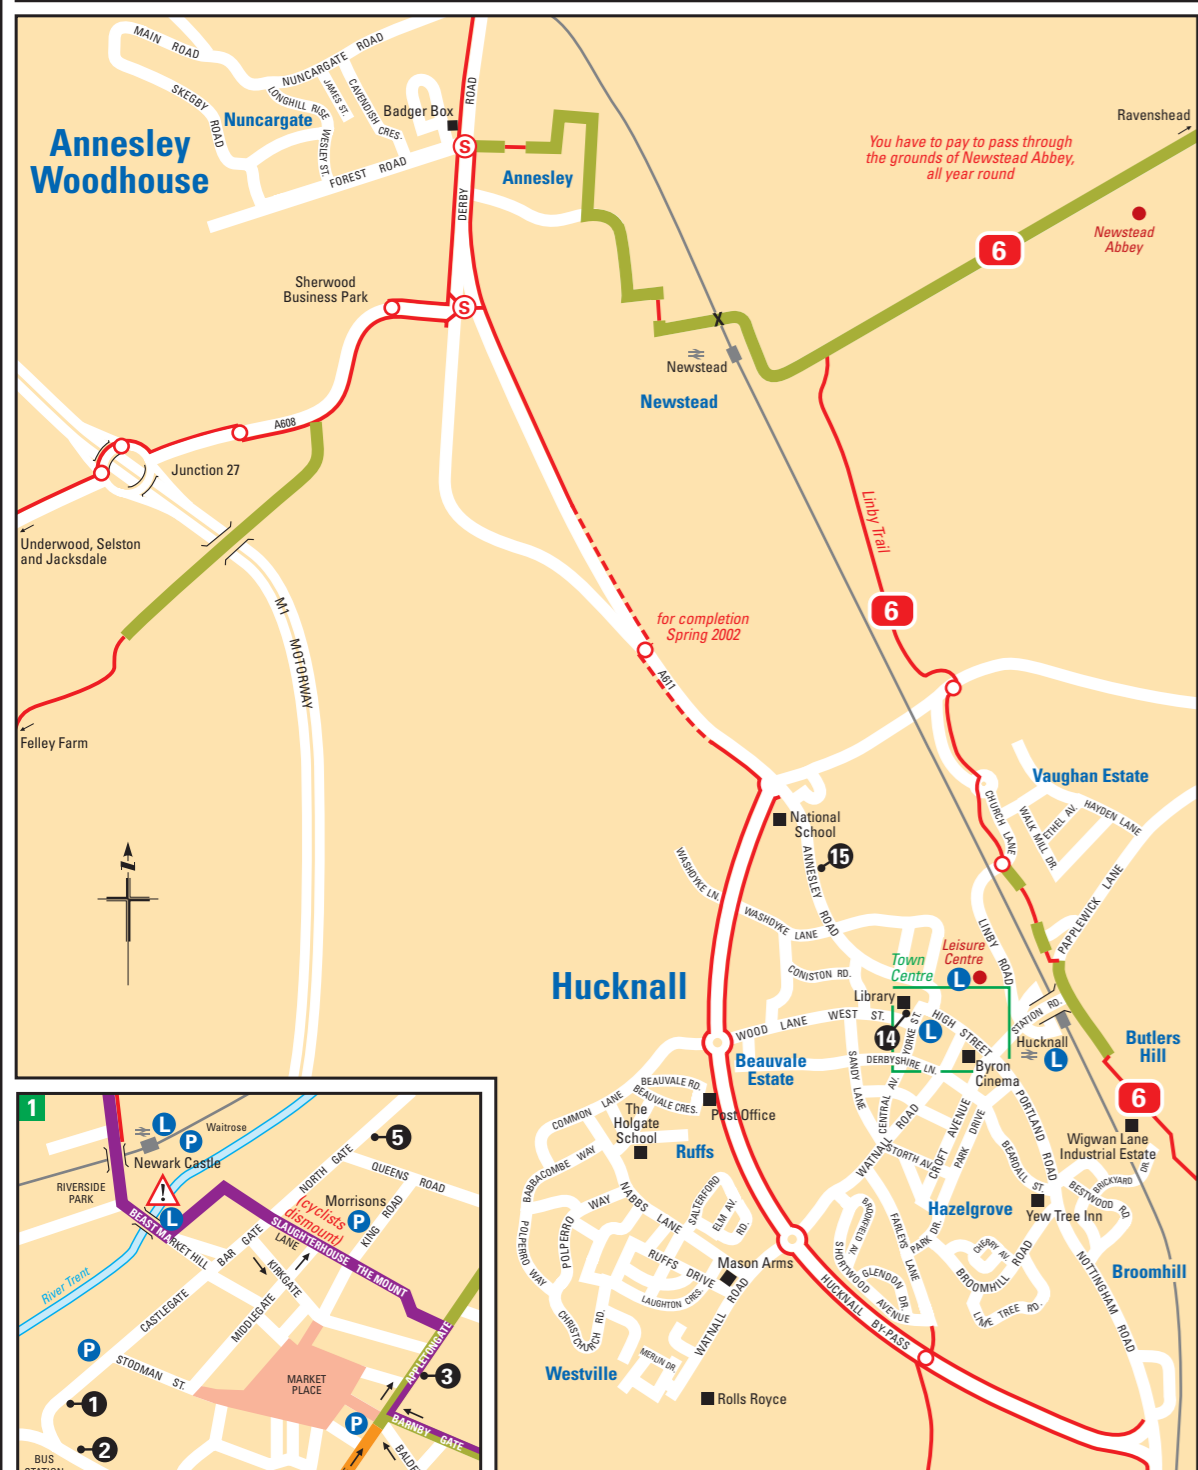 MAIN ROAD
NUNCARGATE ROAD
SKEGBY ROAD
LONGHILL RISE
JAMES ST.
CAVENDISH CRES.
WESLEY ST.
Nuncargate
Badger Box
ROAD
FOREST ROAD
DERBY
S
Annesley
Woodhouse
Annesley
Ravenshead
You have to pay to pass through
the grounds of Newstead Abbey,
all year round
6
Newstead
Abbey
Sherwood
Business Park
S
X
Newstead
Newstead
A608
Junction 27
Underwood, Selston
and Jacksdale
Linby Trail
6
M1 MOTORWAY
for completion
Spring 2002
A611
Felley Farm
Vaughan Estate
CHURCH LANE
WALK MILL DR.
ETHEL AV.
HAYDEN LANE
National
School
15
ANNESLEY ROAD
WASHDYKE LN.
WASHDYKE LANE
PAPPLEWICK LANE
LINBY ROAD
Hucknall
CONISTON RD.
Town
Centre
Leisure
Centre
L
Library
14
L
WOOD LANE
WEST ST.
YORKE ST.
HIGH STREET
STATION RD.
Hucknall
L
Butlers
Hill
Beauvale
Estate
SANDY LANE
DERBYSHIRE LN.
Byron
Cinema
6
BEAUVALE RD.
BEAUVALE CRES.
COMMON LANE
The
Holgate
School
Post Office
CENTRAL AV.
WATNALL ROAD
CROFT AVENUE
PARK DRIVE
PORTLAND ROAD
Wigwan Lane
Industrial Estate
Ruffs
STORTH AV.
BEARDALL ST.
BRICKYARD DR.
BESTWOOD RD.
BABBACOMBE WAY
POLPERRO WAY
POLPERRO WAY
NABBS LANE
SALTERFORD RD.
ELM AV.
Hazelgrove
Yew Tree Inn
BROOKFIELD AV.
FARLEYS LANE
PARK DR.
CHERRY AV.
BROOMHILL ROAD
NOTTINGHAM ROAD
Broomhill
RUFFS DRIVE
Mason Arms
SHORTWOOD AVENUE
GLENDON DR.
LIME TREE RD.
LAUGHTON CRES.
WATNALL ROAD
HUCKNALL BY-PASS
CHRISTCHURCH RD.
MERLIN DR.
Westville
Rolls Royce
1
L
P
Waitrose
Newark Castle
5
NORTH GATE
QUEENS ROAD
RIVERSIDE
PARK
!
L
BEAST MARKET HILL
Morrisons
(cyclists
dismount)
P
KING ROAD
BAR GATE
SLAUGHTERHOUSE LANE
THE MOUNT
River Trent
KIRKGATE
CASTLEGATE
MIDDLEGATE
APPLETONGATE
P
STODMAN ST.
MARKET
PLACE
3
1
P
BARNBY GATE
2
BUS